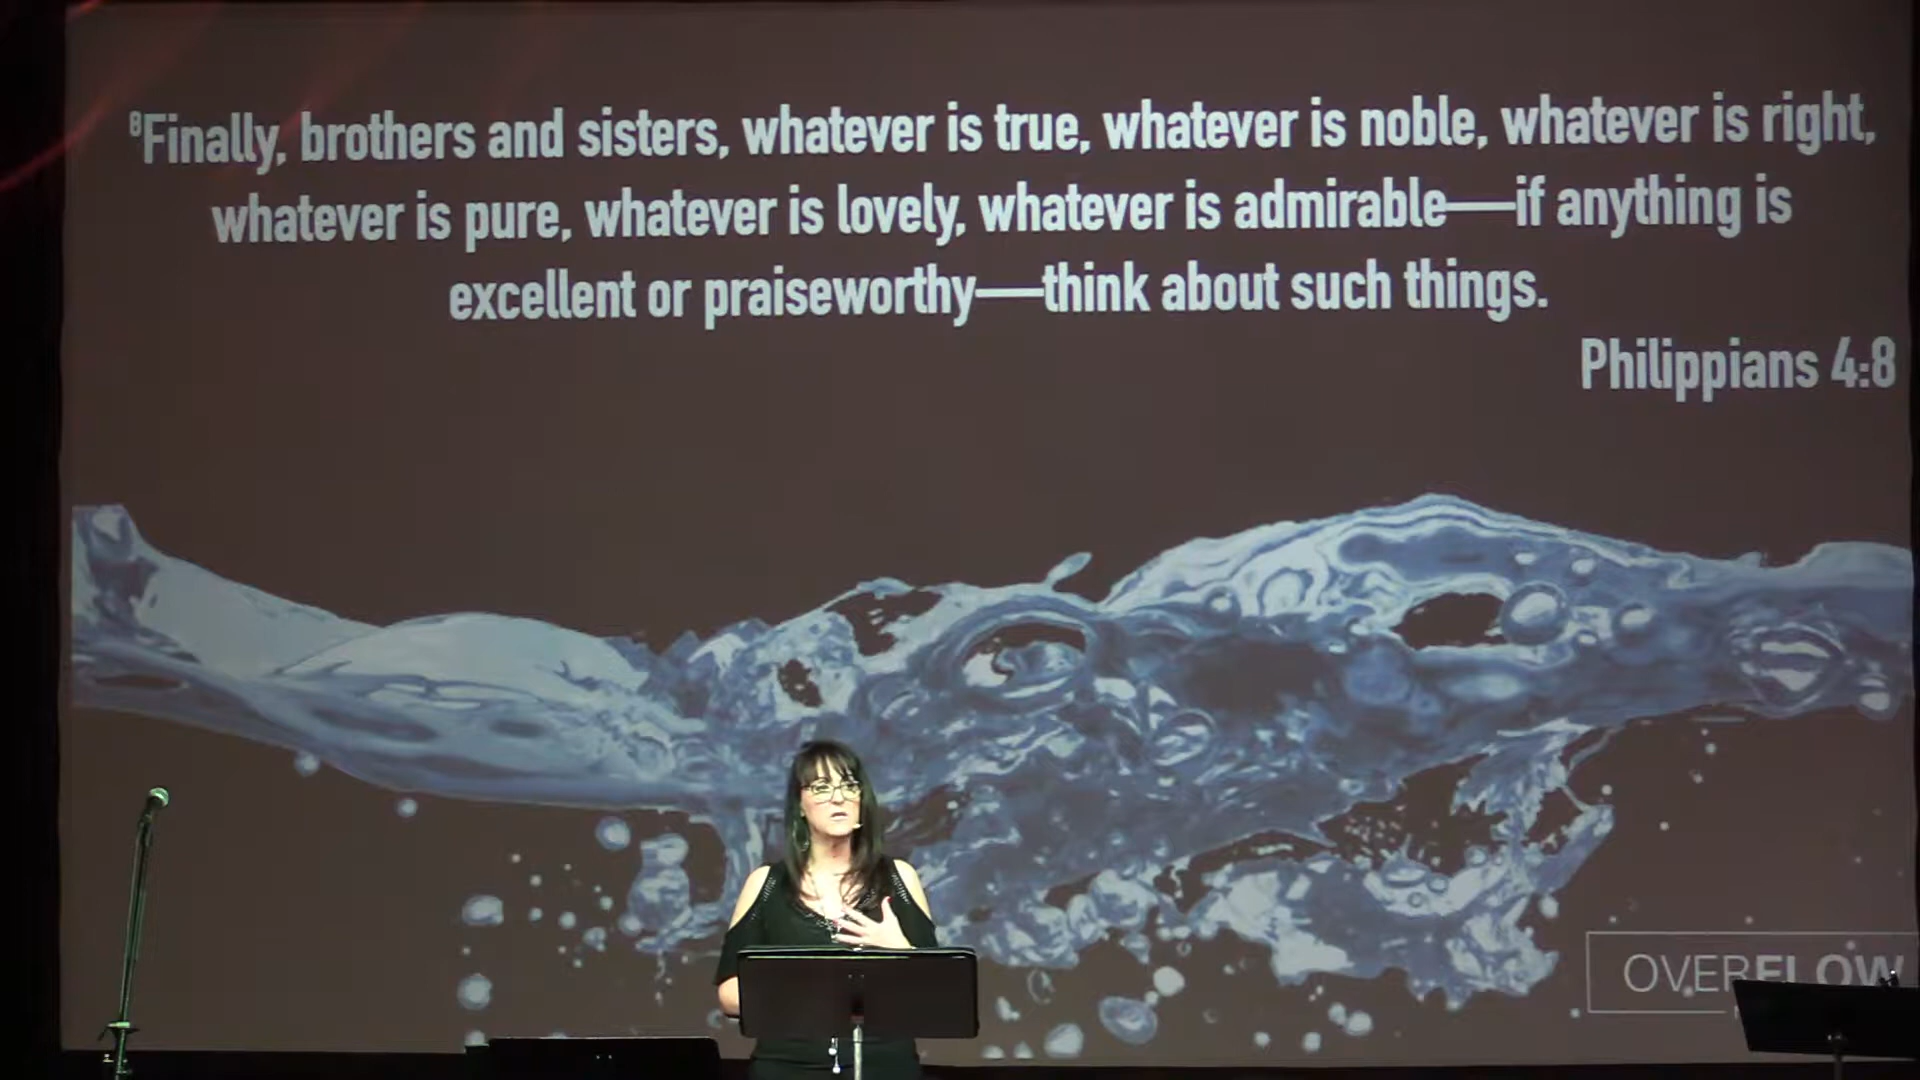 ⁸Finally, brothers and sisters, whatever is true, whatever is noble, whatever is right,
whatever is pure, whatever is lovely, whatever is admirable—if anything is
excellent or praiseworthy—think about such things.
Philippians 4:8
OVERFLOW